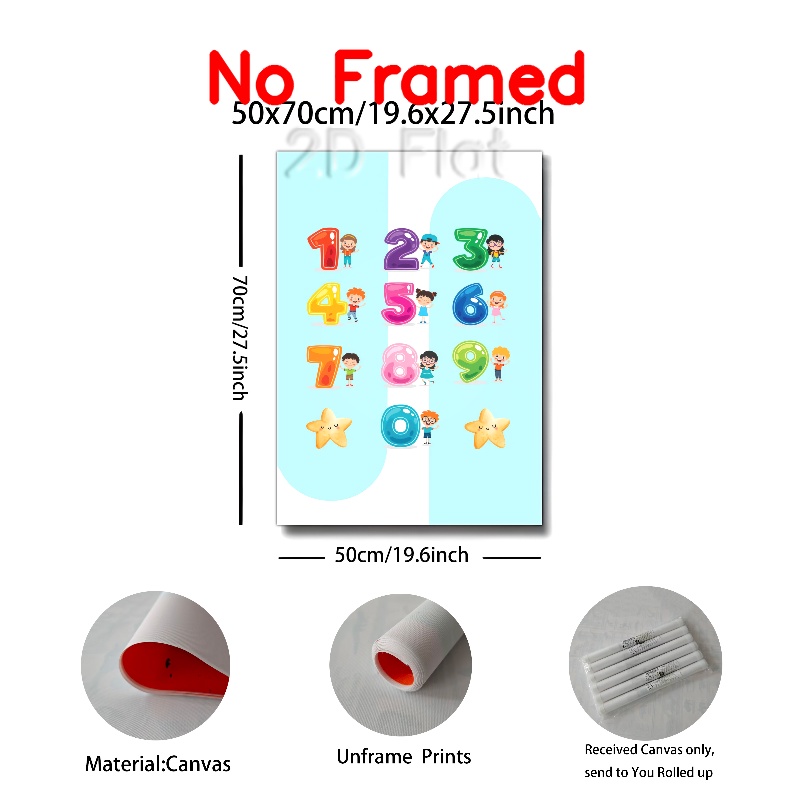 No Framed
50x70cm/19.6x27.5inch
2D Flat
70cm/27.5inch
1 2 3
4 5 6
7 8 9
0
50cm/19.6inch
Material:Canvas
Unframe Prints
Received Canvas only,
send to You Rolled up